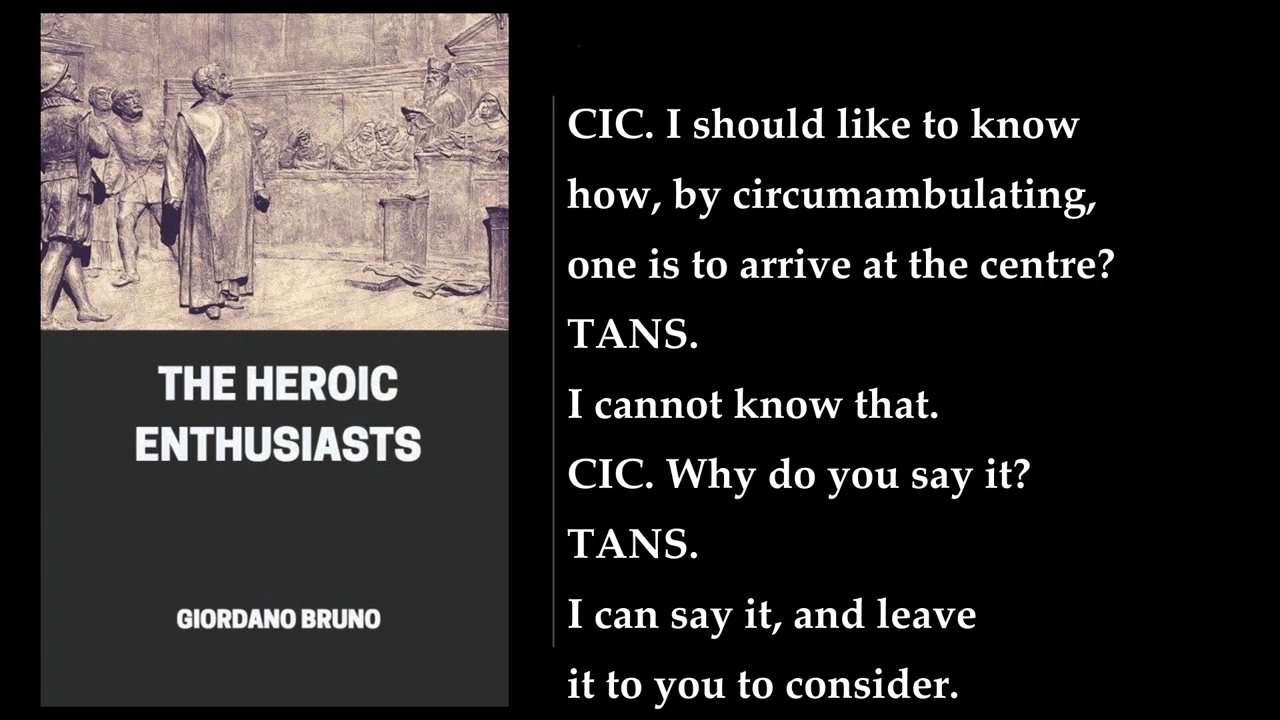 THE HEROIC
ENTHUSIASTS
GIORDANO BRUNO
CIC. I should like to know
how, by circumambulating,
one is to arrive at the centre?
TANS.
I cannot know that.
CIC. Why do you say it?
TANS.
I can say it, and leave
it to you to consider.